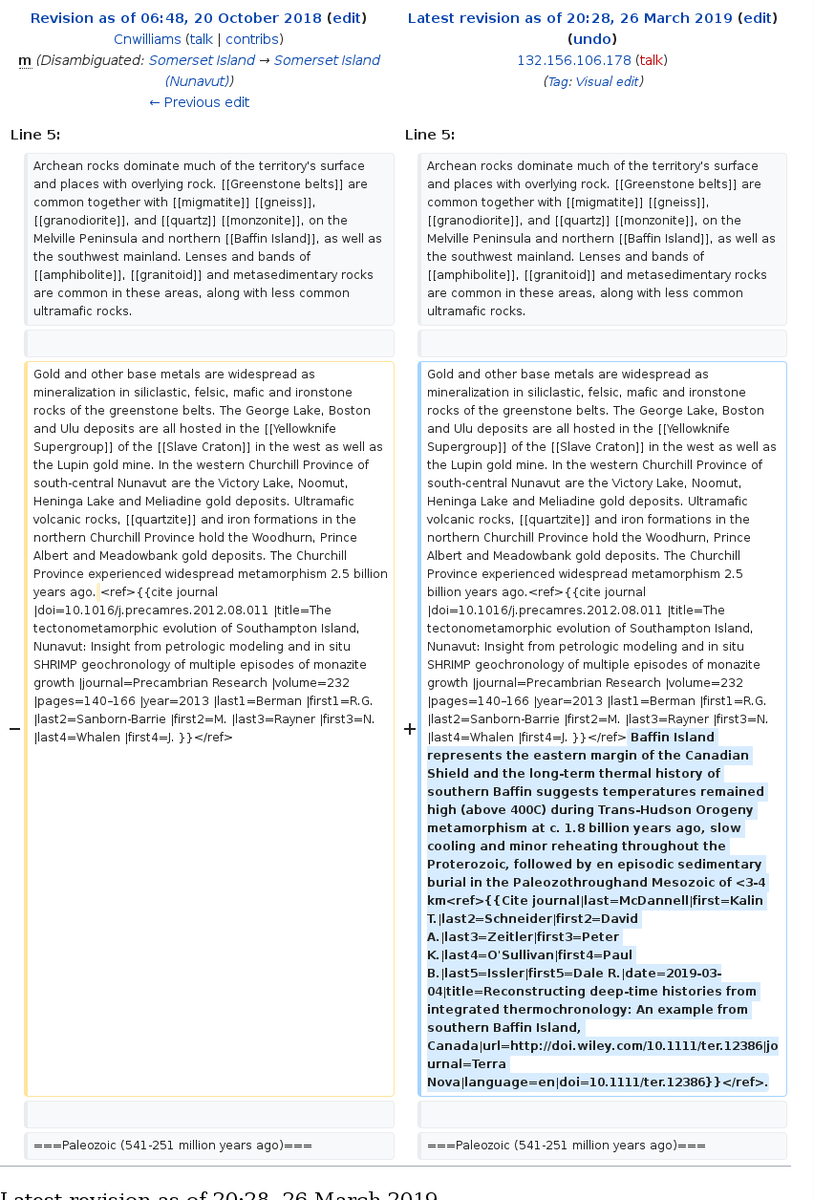 Revision as of 06:48, 20 October 2018 (edit)
Cnwilliams (talk | contribs)
m (Disambiguated: Somerset Island → Somerset Island
(Nunavut))
← Previous edit
Latest revision as of 20:28, 26 March 2019 (edit)
(undo)
132.156.106.178 (talk)
(Tag: Visual edit)
Line 5:
Archean rocks dominate much of the territory's surface
and places with overlying rock. [[Greenstone belts]] are
common together with [[migmatite]] [[gneiss]],
[[granodiorite]], and [[quartz]] [[monzonite]], on the
Melville Peninsula and northern [[Baffin Island]], as well as
the southwest mainland. Lenses and bands of
[[amphibolite]], [[granitoid]] and metasedimentary rocks
are common in these areas, along with less common
ultramafic rocks.
Gold and other base metals are widespread as
mineralization in siliclastic, felsic, mafic and ironstone
rocks of the greenstone belts. The George Lake, Boston
and Ulu deposits are all hosted in the [[Yellowknife
Supergroup]] of the [[Slave Craton]] in the west as well as
the Lupin gold mine. In the western Churchill Province of
south-central Nunavut are the Victory Lake, Noomut,
Heninga Lake and Meliadine gold deposits. Ultramafic
volcanic rocks, [[quartzite]] and iron formations in the
northern Churchill Province hold the Woodhurn, Prince
Albert and Meadowbank gold deposits. The Churchill
Province experienced widespread metamorphism 2.5 billion
years ago. <ref>{{cite journal
|doi=10.1016/j.precamres.2012.08.011 |title=The
tectonometamorphic evolution of Southampton Island,
Nunavut: Insight from petrologic modeling and in situ
SHRIMP geochronology of multiple episodes of monazite
growth |journal=Precambrian Research |volume=232
|pages=140–166 |year=2013 |last1=Berman |first1=R.G.
|last2=Sanborn-Barrie |first2=M. |last3=Rayner |first3=N.
− |last4=Whalen |first4=J. }}</ref>
===Paleozoic (541-251 million years ago)===
Line 5:
Archean rocks dominate much of the territory's surface
and places with overlying rock. [[Greenstone belts]] are
common together with [[migmatite]] [[gneiss]],
[[granodiorite]], and [[quartz]] [[monzonite]], on the
Melville Peninsula and northern [[Baffin Island]], as well as
the southwest mainland. Lenses and bands of
[[amphibolite]], [[granitoid]] and metasedimentary rocks
are common in these areas, along with less common
ultramafic rocks.
Gold and other base metals are widespread as
mineralization in siliclastic, felsic, mafic and ironstone
rocks of the greenstone belts. The George Lake, Boston
and Ulu deposits are all hosted in the [[Yellowknife
Supergroup]] of the [[Slave Craton]] in the west as well as
the Lupin gold mine. In the western Churchill Province of
south-central Nunavut are the Victory Lake, Noomut,
Heninga Lake and Meliadine gold deposits. Ultramafic
volcanic rocks, [[quartzite]] and iron formations in the
northern Churchill Province hold the Woodhurn, Prince
Albert and Meadowbank gold deposits. The Churchill
Province experienced widespread metamorphism 2.5
billion years ago.<ref>{{cite journal
|doi=10.1016/j.precamres.2012.08.011 |title=The
tectonometamorphic evolution of Southampton Island,
Nunavut: Insight from petrologic modeling and in situ
SHRIMP geochronology of multiple episodes of monazite
growth |journal=Precambrian Research |volume=232
|pages=140–166 |year=2013 |last1=Berman |first1=R.G.
|last2=Sanborn-Barrie |first2=M. |last3=Rayner |first3=N.
+ |last4=Whalen |first4=J. }}</ref> Baffin Island
represents the eastern margin of the Canadian
Shield and the long-term thermal history of
southern Baffin suggests temperatures remained
high (above 400C) during Trans-Hudson Orogeny
metamorphism at c. 1.8 billion years ago, slow
cooling and minor reheating throughout the
Proterozoic, followed by en episodic sedimentary
burial in the Paleozothroughand Mesozoic of <3-4
km<ref>{{Cite journal|last=McDannell|first=Kalin
T.|last2=Schneider|first2=David
A.|last3=Zeitler|first3=Peter
K.|last4=O'Sullivan|first4=Paul
B.|last5=Issler|first5=Dale R.|date=2019-03-
04|title=Reconstructing deep-time histories from
integrated thermochronology: An example from
southern Baffin Island,
Canada|url=http://doi.wiley.com/10.1111/ter.12386|jo
urnal=Terra
Nova|language=en|doi=10.1111/ter.12386}}</ref>.
===Paleozoic (541-251 million years ago)===
Latest revision as of 20:28, 26 March 2019